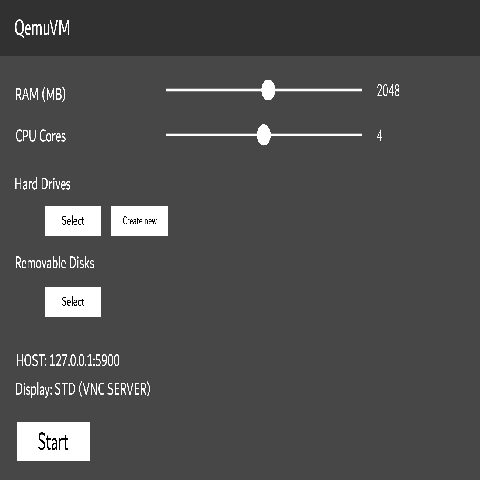 QemuVM
RAM (MB) 2048
CPU Cores 4
Hard Drives
Select Create new
Removable Disks
Select
HOST: 127.0.0.1:5900
Display: STD (VNC SERVER)
Start